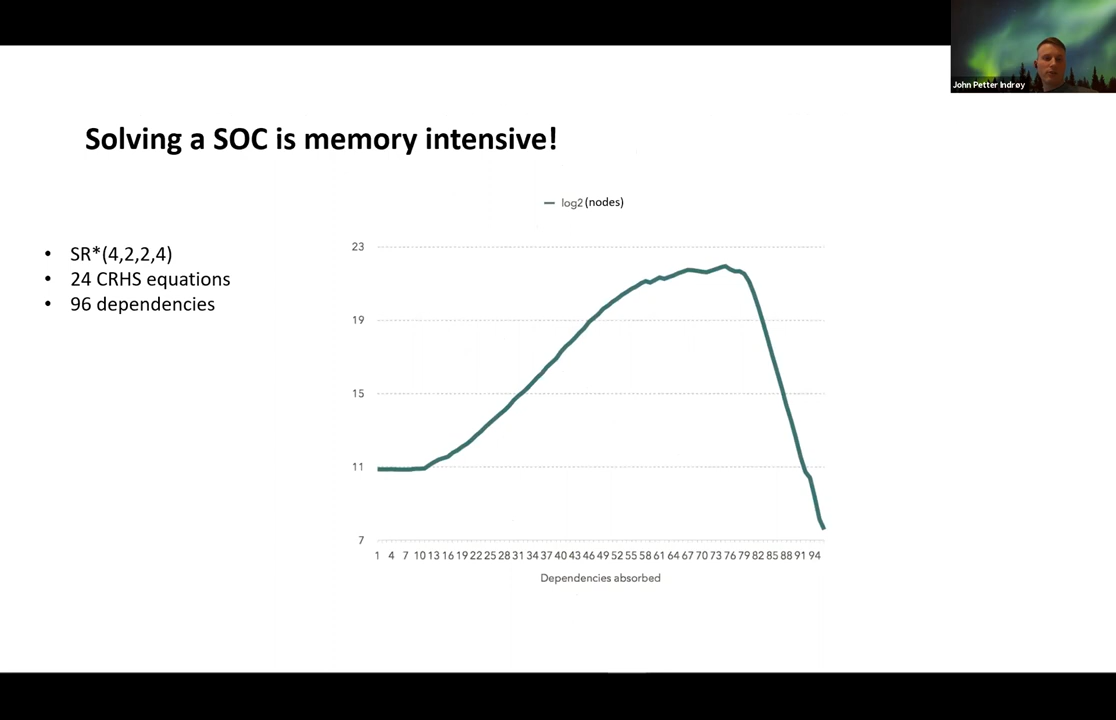 John Petter Indrøy
Solving a SOC is memory intensive!
• SR*(4,2,2,4)
• 24 CRHS equations
• 96 dependencies
log2 (nodes)
23
19
15
11
7
1 4 7 10 13 16 19 22 25 28 31 34 37 40 43 46 49 52 55 58 61 64 67 70 73 76 79 82 85 88 91 94
Dependencies absorbed